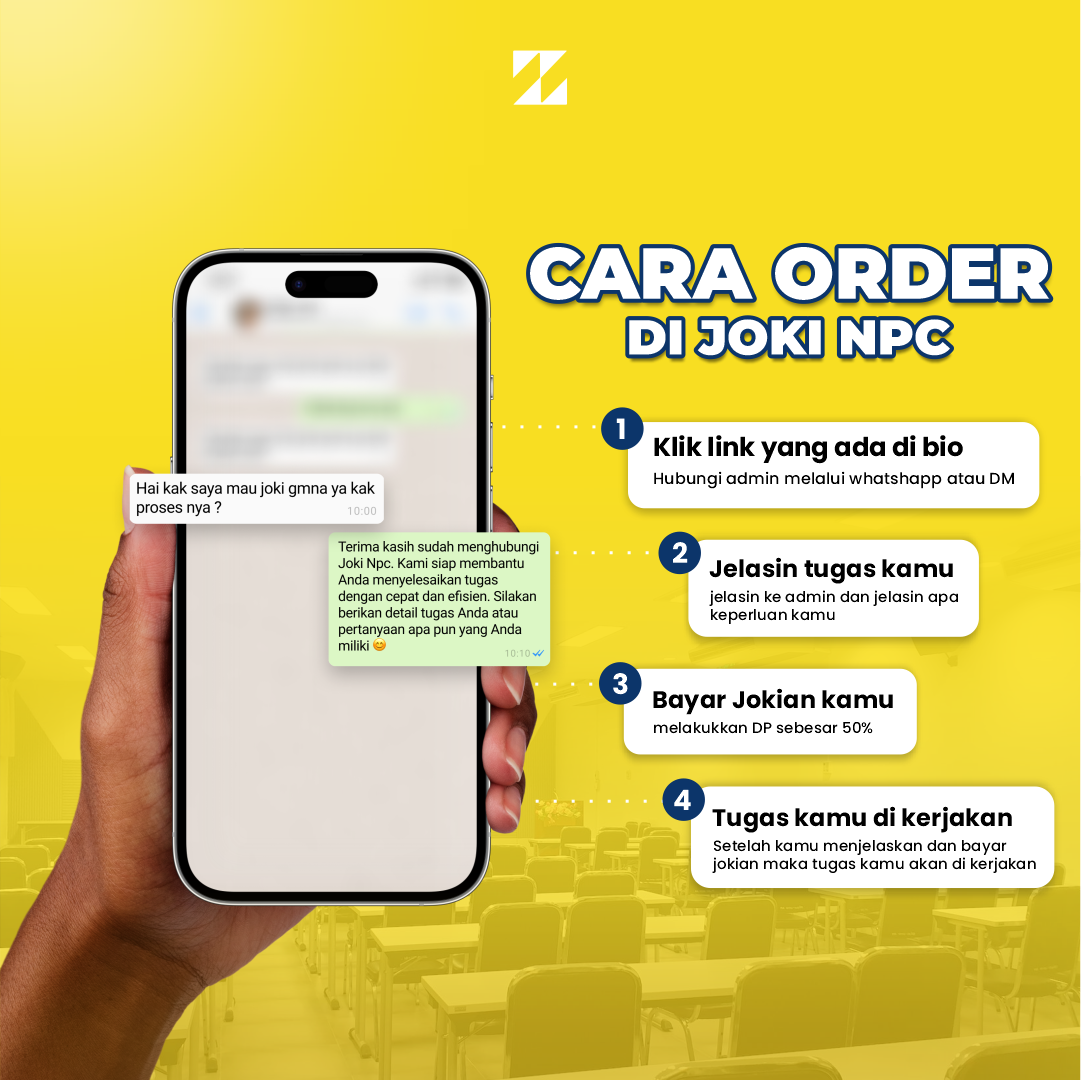 CARA ORDER
DI JOKI NPC
1
Klik link yang ada di bio
Hubungi admin melalui whatshapp atau DM
Hai kak saya mau joki gmna ya kak
proses nya ?
10:00
Terima kasih sudah menghubungi
Joki Npc. Kami siap membantu
Anda menyelesaikan tugas
dengan cepat dan efisien. Silakan
berikan detail tugas Anda atau
pertanyaan apa pun yang Anda
miliki 😊
10:10
2
Jelasin tugas kamu
jelasin ke admin dan jelasin apa
keperluan kamu
3
Bayar Jokian kamu
melakukkan DP sebesar 50%
4
Tugas kamu di kerjakan
Setelah kamu menjelaskan dan bayar
jokian maka tugas kamu akan di kerjakan